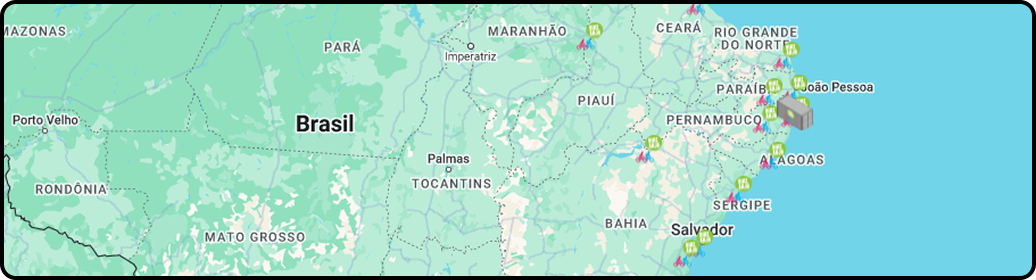 MAZONAS
MARANHÃO
CEARÁ
RIO GRANDE
DO NORTE
PARÁ
Imperatriz
PARAÍB
João Pessoa
PIAUÍ
Porto Velho
Brasil
PERNAMBUCO
Palmas
ALAGOAS
TOCANTINS
RONDÔNIA
SERGIPE
BAHIA
Salvador
MATO GROSSO